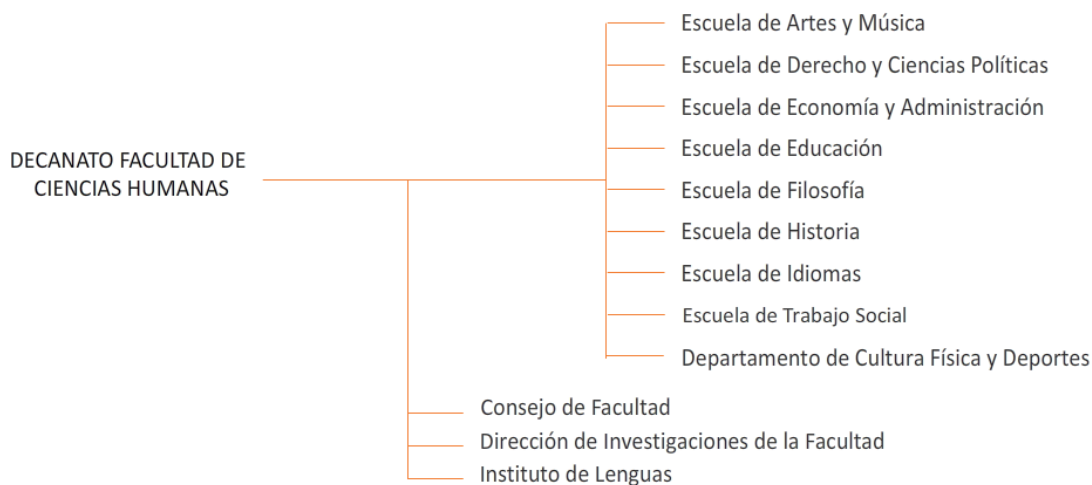 DECANATO FACULTAD DE
CIENCIAS HUMANAS
Escuela de Artes y Música
Escuela de Derecho y Ciencias Políticas
Escuela de Economía y Administración
Escuela de Educación
Escuela de Filosofía
Escuela de Historia
Escuela de Idiomas
Escuela de Trabajo Social
Departamento de Cultura Física y Deportes
Consejo de Facultad
Dirección de Investigaciones de la Facultad
Instituto de Lenguas